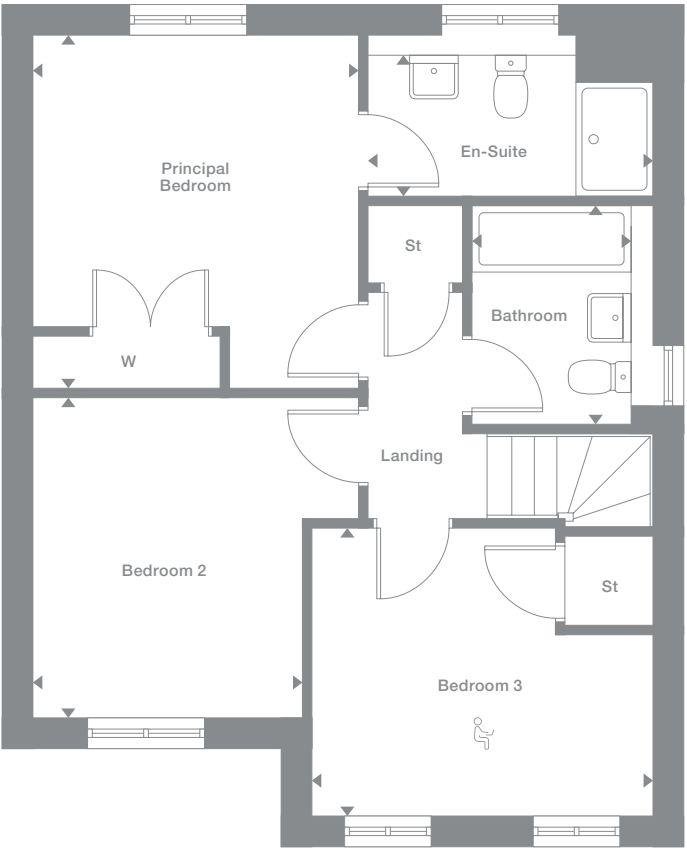 En-Suite
Principal
Bedroom
St
Bathroom
W
Landing
Bedroom 2
St
Bedroom 3